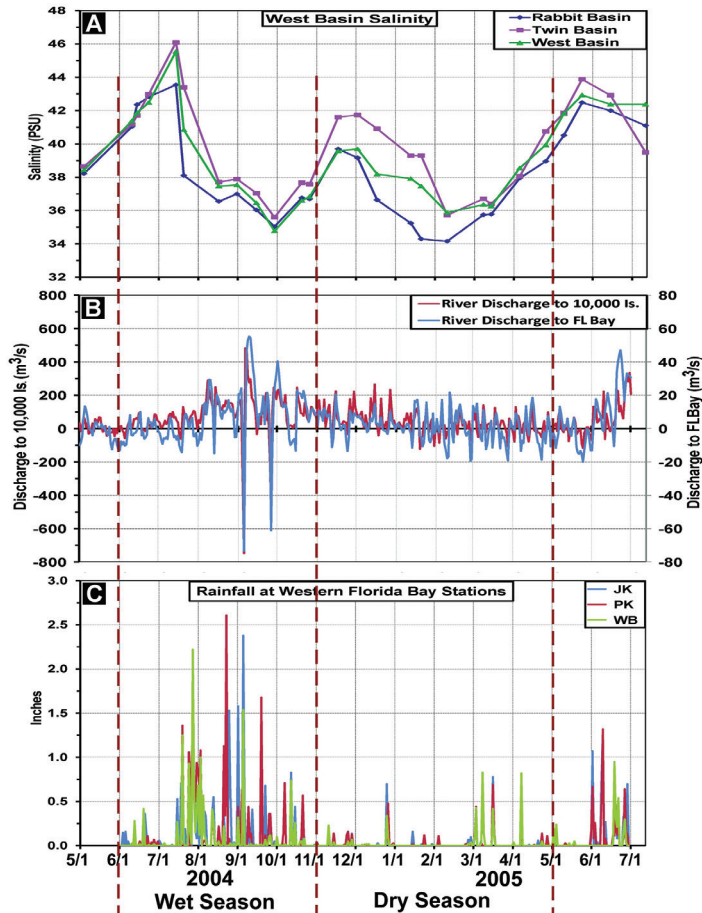 A
West Basin Salinity
Rabbit Basin
Twin Basin
West Basin
Salinity (PSU)
48
46
44
42
40
38
36
34
32
B
River Discharge to 10,000 Is.
River Discharge to FL Bay
Discharge to 10,000 Is. (m³/s)
800
600
400
200
0
-200
-400
-600
-800
80
60
40
20
0
-20
-40
-60
-80
Discharge to FLBay (m³/s)
C
Rainfall at Western Florida Bay Stations
JK
PK
WB
Inches
3.0
2.5
2.0
1.5
1.0
0.5
0.0
5/1 6/1 7/1 8/1 9/1 10/1 11/1 12/1 1/1 2/1 3/1 4/1 5/1 6/1 7/1
2004 2005
Wet Season Dry Season